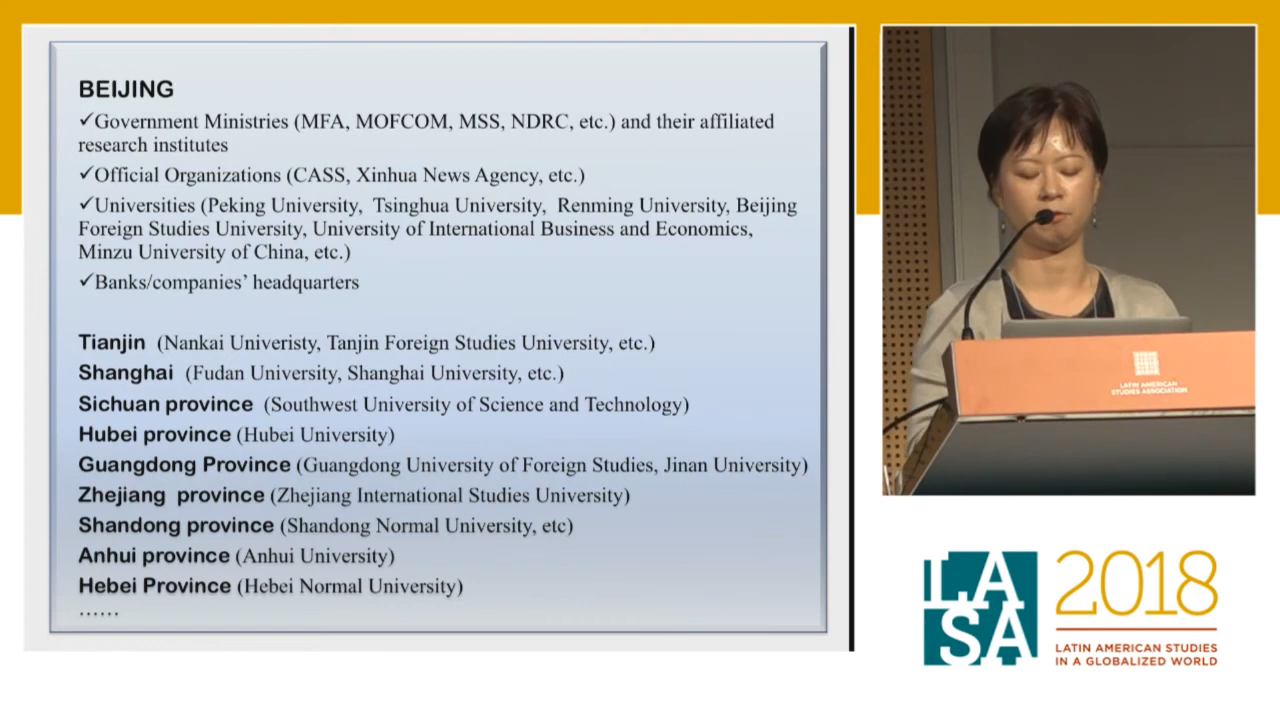 BEIJING
✓Government Ministries (MFA, MOFCOM, MSS, NDRC, etc.) and their affiliated
research institutes
✓Official Organizations (CASS, Xinhua News Agency, etc.)
✓Universities (Peking University, Tsinghua University, Renming University, Beijing
Foreign Studies University, University of International Business and Economics,
Minzu University of China, etc.)
✓Banks/companies’ headquarters
Tianjin (Nankai Univeristy, Tanjin Foreign Studies University, etc.)
Shanghai (Fudan University, Shanghai University, etc.)
Sichuan province (Southwest University of Science and Technology)
Hubei province (Hubei University)
Guangdong Province (Guangdong University of Foreign Studies, Jinan University)
Zhejiang province (Zhejiang International Studies University)
Shandong province (Shandong Normal University, etc)
Anhui province (Anhui University)
Hebei Province (Hebei Normal University)
……
LATIN AMERICAN
STUDIES ASSOCIATION
LA
SA
2018
LATIN AMERICAN STUDIES
IN A GLOBALIZED WORLD